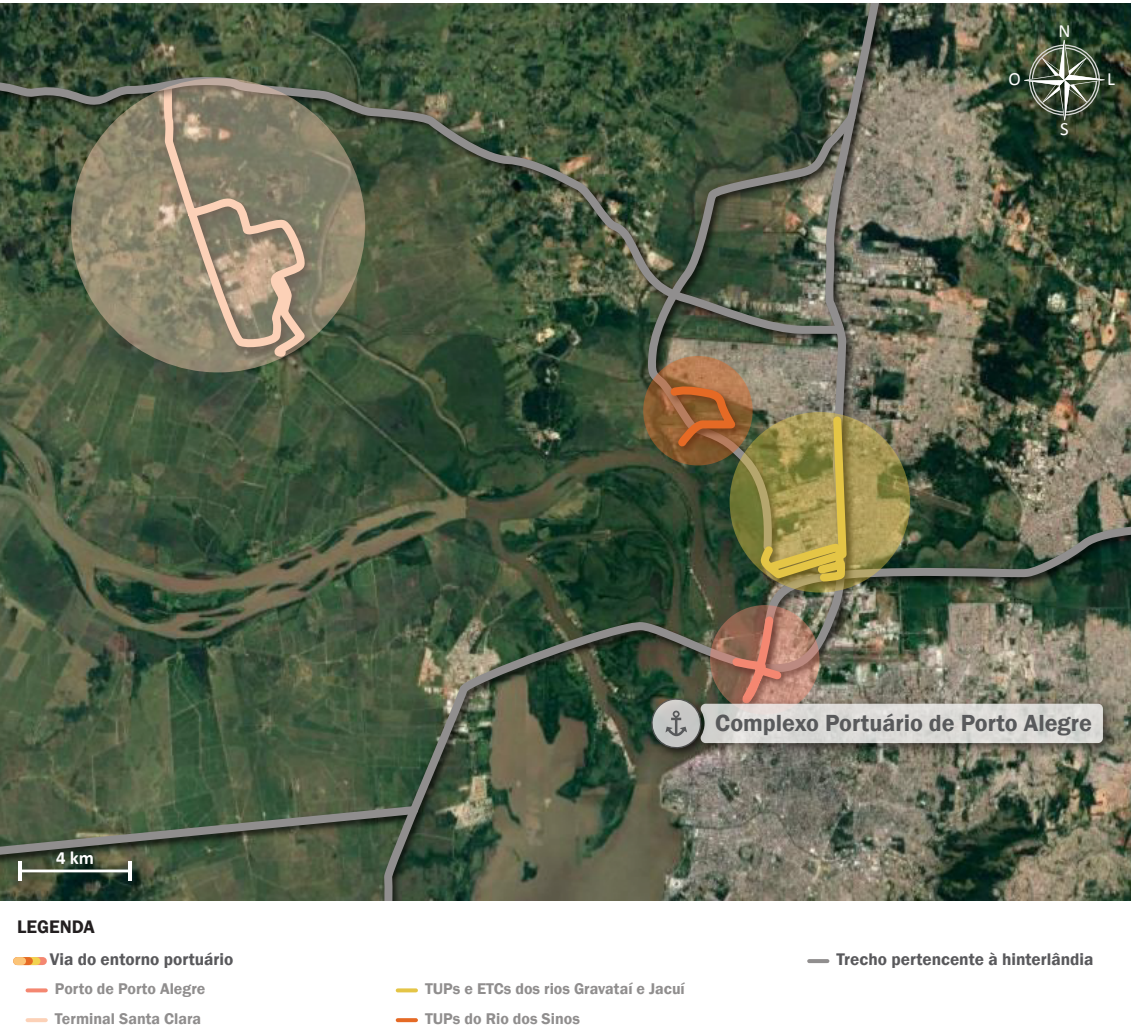 N
O L
S
Complexo Portuário de Porto Alegre
4 km
LEGENDA
Via do entorno portuário
Trecho pertencente à hinterlândia
Porto de Porto Alegre
TUPs e ETCs dos rios Gravataí e Jacuí
Terminal Santa Clara
TUPs do Rio dos Sinos